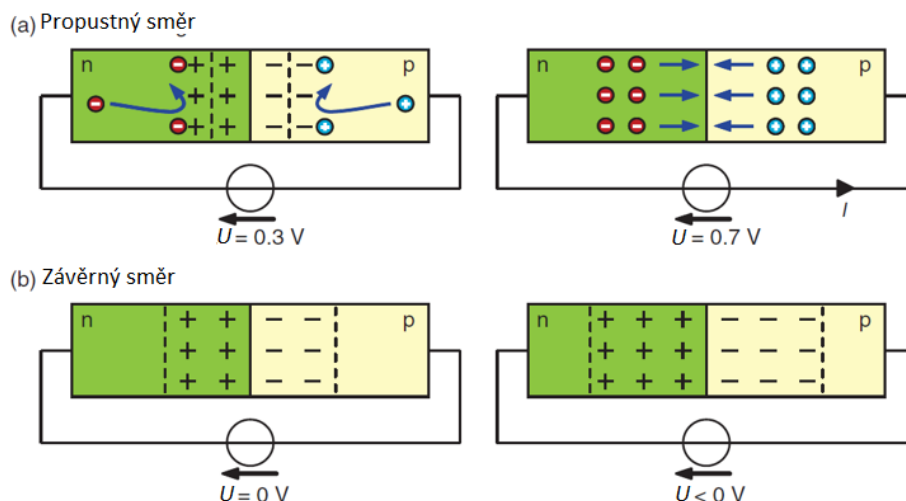 (a) Propustný směr
n p n p
U = 0.3 V U = 0.7 V I
(b) Závěrný směr
n p n p
U = 0 V U < 0 V